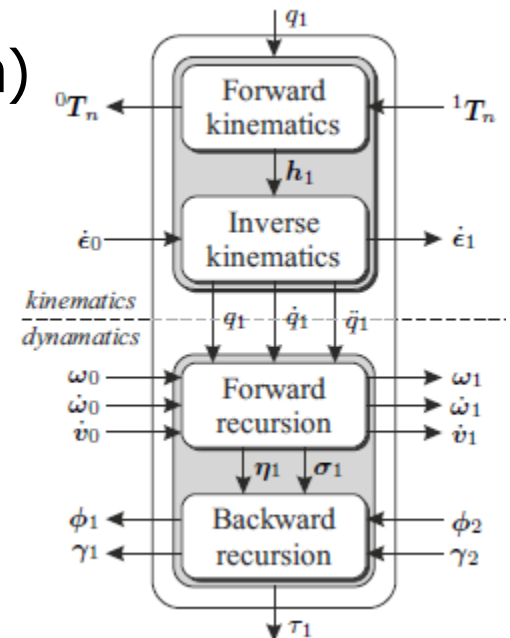 n)
q₁
⁰Tₙ Forward kinematics ¹Tₙ
h₁
ϵ̇₀ Inverse kinematics ϵ̇₁
kinematics q₁ q̇₁ q̈₁
dynamatics
ω₀ ω₁
ω̇₀ Forward recursion ω̇₁
v̇₀ v̇₁
η₁ σ₁
ϕ₁ Backward recursion ϕ₂
γ₁ γ₂
τ₁